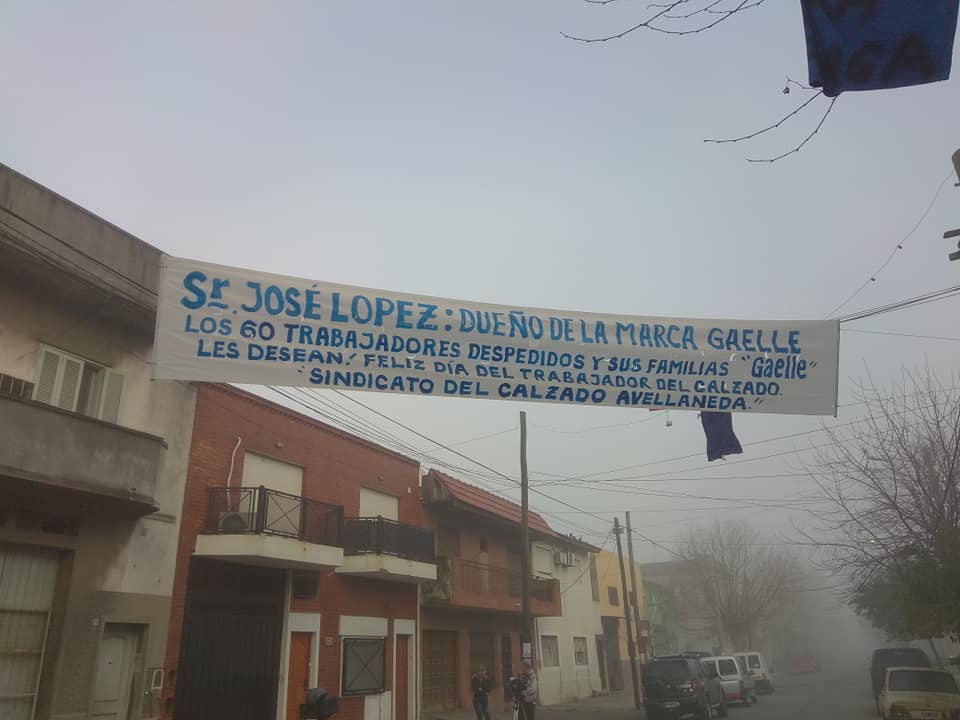 Sr. JOSÉ LOPEZ: DUEÑO DE LA MARCA GAELLE
LOS 60 TRABAJADORES DESPEDIDOS Y SUS FAMILIAS "Gaelle"
LES DESEAN: FELIZ DÍA DEL TRABAJADOR DEL CALZADO.
"SINDICATO DEL CALZADO AVELLANEDA."